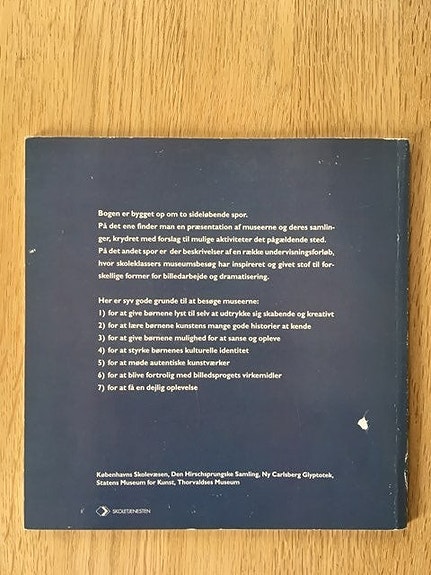 Bogen er bygget op om to sideløbende spor.
På det ene finder man en præsentation af museerne og deres samlin-
ger, krydret med forslag til mulige aktiviteter det pågældende sted.
På det andet spor er der beskrivelser af en række undervisningsforløb,
hvor skoleklassers museumsbesøg har inspireret og givet stof til for-
skellige former for billedarbejde og dramatisering.
Her er syv gode grunde til at besøge museerne:
1) for at give børnene lyst til selv at udtrykke sig skabende og kreativt
2) for at lære børnene kunstens mange gode historier at kende
3) for at give børnene mulighed for at sanse og opleve
4) for at styrke børnenes kulturelle identitet
5) for at møde autentiske kunstværker
6) for at blive fortrolig med billedsprogets virkemidler
7) for at få en dejlig oplevelse
Københavns Skolevæsen, Den Hirschsprungske Samling, Ny Carlsberg Glyptotek,
Statens Museum for Kunst, Thorvaldsens Museum
SKOLETJENESTEN